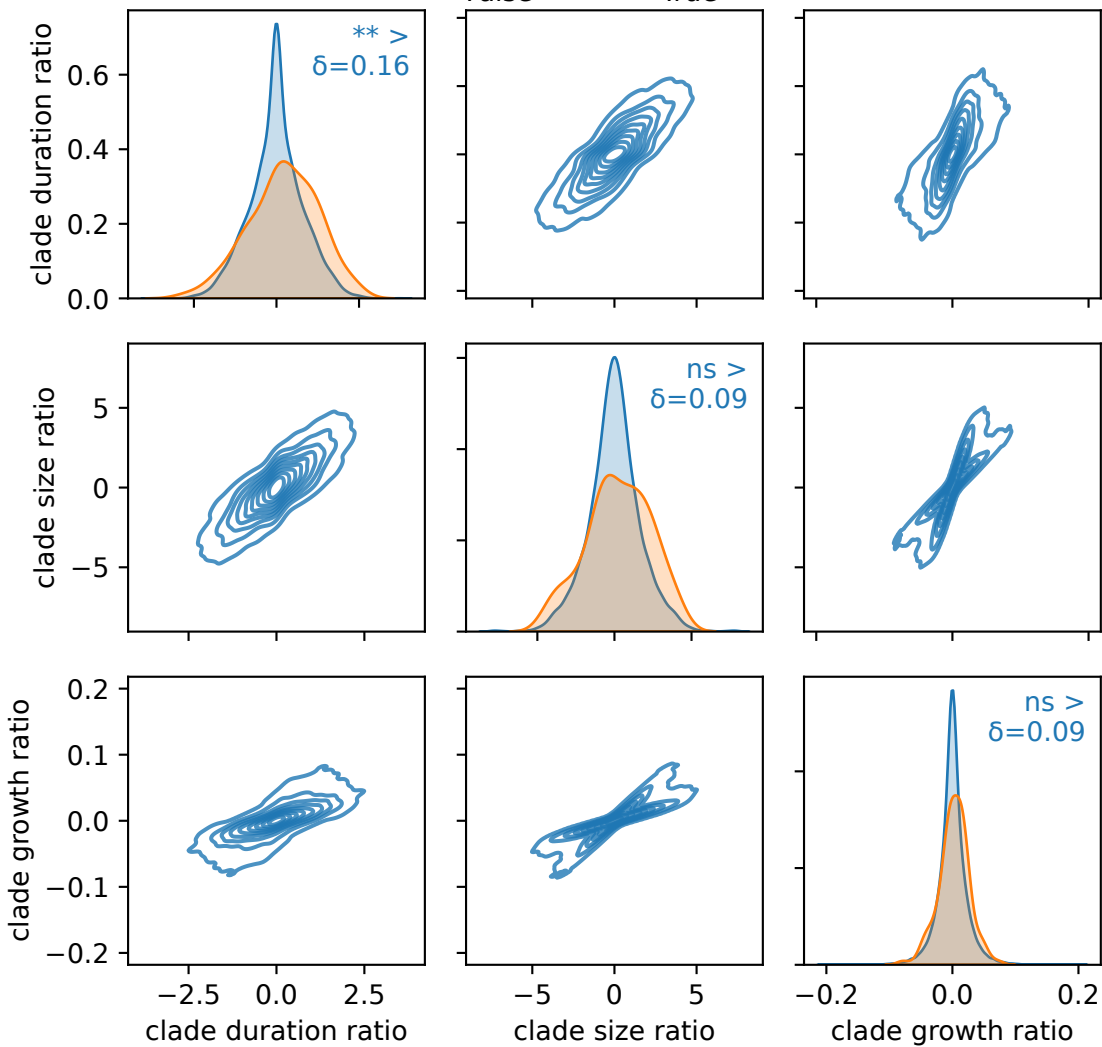 clade duration ratio
0.6
0.4
0.2
0.0
** >
δ=0.16
clade size ratio
5
0
−5
ns >
δ=0.09
clade growth ratio
0.2
0.1
0.0
−0.1
−0.2
ns >
δ=0.09
−2.5 0.0 2.5
−5 0 5
−0.2 0.0 0.2
clade duration ratio
clade size ratio
clade growth ratio